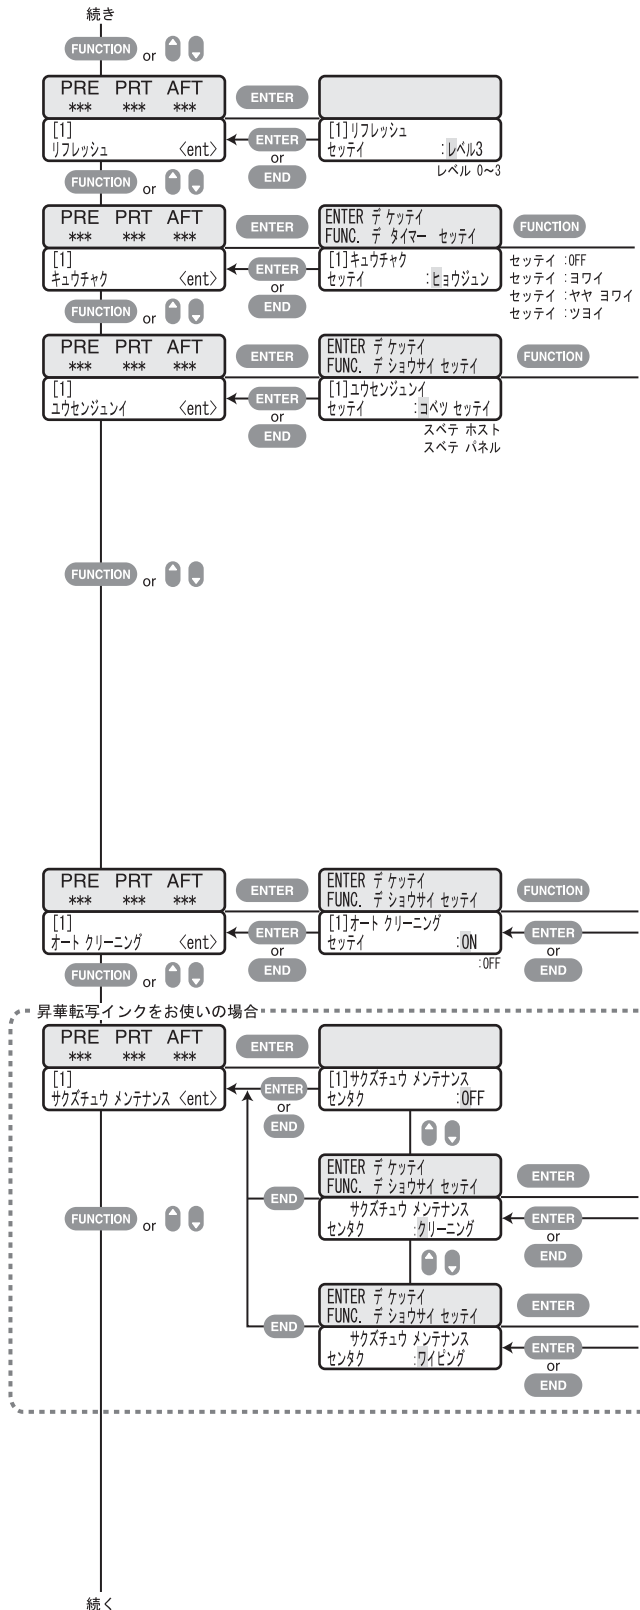 続き
FUNCTION or
PRE PRT AFT
*** *** ***
ENTER
[1]
リフレッシュ <ent>
ENTER
or
END
[1]リフレッシュ
セッテイ :レベル3
レベル 0~3
FUNCTION or
PRE PRT AFT
*** *** ***
ENTER
ENTER デ ケッテイ
FUNC. デ タイマー セッテイ
FUNCTION
[1]
キュウチャク <ent>
ENTER
or
END
[1]キュウチャク
セッテイ :ヒョウジュン
セッテイ :OFF
セッテイ :ヨワイ
セッテイ :ヤヤ ヨワイ
セッテイ :ツヨイ
FUNCTION or
PRE PRT AFT
*** *** ***
ENTER
ENTER デ ケッテイ
FUNC. デ ショウサイ セッテイ
FUNCTION
[1]
ユウセンジュンイ <ent>
ENTER
or
END
[1]ユウセンジュンイ
セッテイ :コベツ セッテイ
スベテ ホスト
スベテ パネル
FUNCTION or
PRE PRT AFT
*** *** ***
ENTER
ENTER デ ケッテイ
FUNC. デ ショウサイ セッテイ
FUNCTION
[1]
オート クリーニング <ent>
ENTER
or
END
[1]オート クリーニング
セッテイ :ON
:OFF
ENTER
or
END
FUNCTION or
昇華転写インクをお使いの場合
PRE PRT AFT
*** *** ***
ENTER
[1]
サクズチュウ メンテナンス <ent>
ENTER
or
END
[1]サクズチュウ メンテナンス
センタク :OFF
ENTER デ ケッテイ
FUNC. デ ショウサイ セッテイ
ENTER
END
サクズチュウ メンテナンス
センタク :クリーニング
ENTER
or
END
FUNCTION or
ENTER デ ケッテイ
FUNC. デ ショウサイ セッテイ
ENTER
END
サクズチュウ メンテナンス
センタク :ワイピング
ENTER
or
END
続く